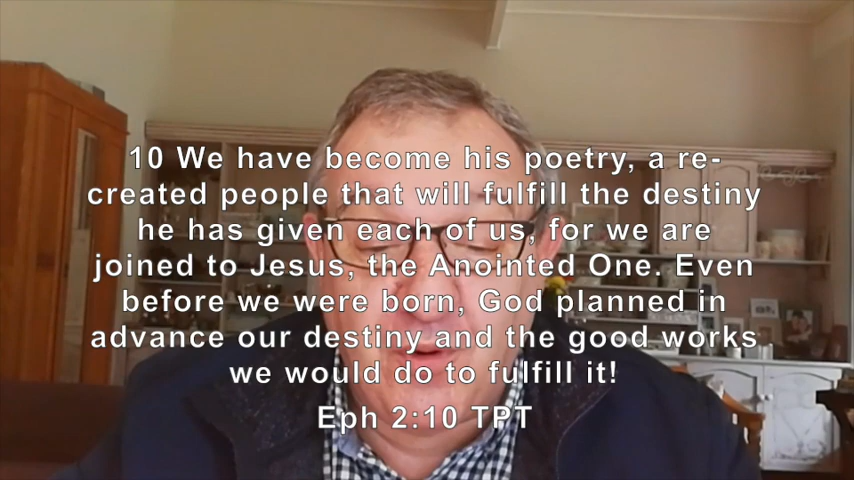 10 We have become his poetry, a re-
created people that will fulfill the destiny
he has given each of us, for we are
joined to Jesus, the Anointed One. Even
before we were born, God planned in
advance our destiny and the good works
we would do to fulfill it!
Eph 2:10 TPT